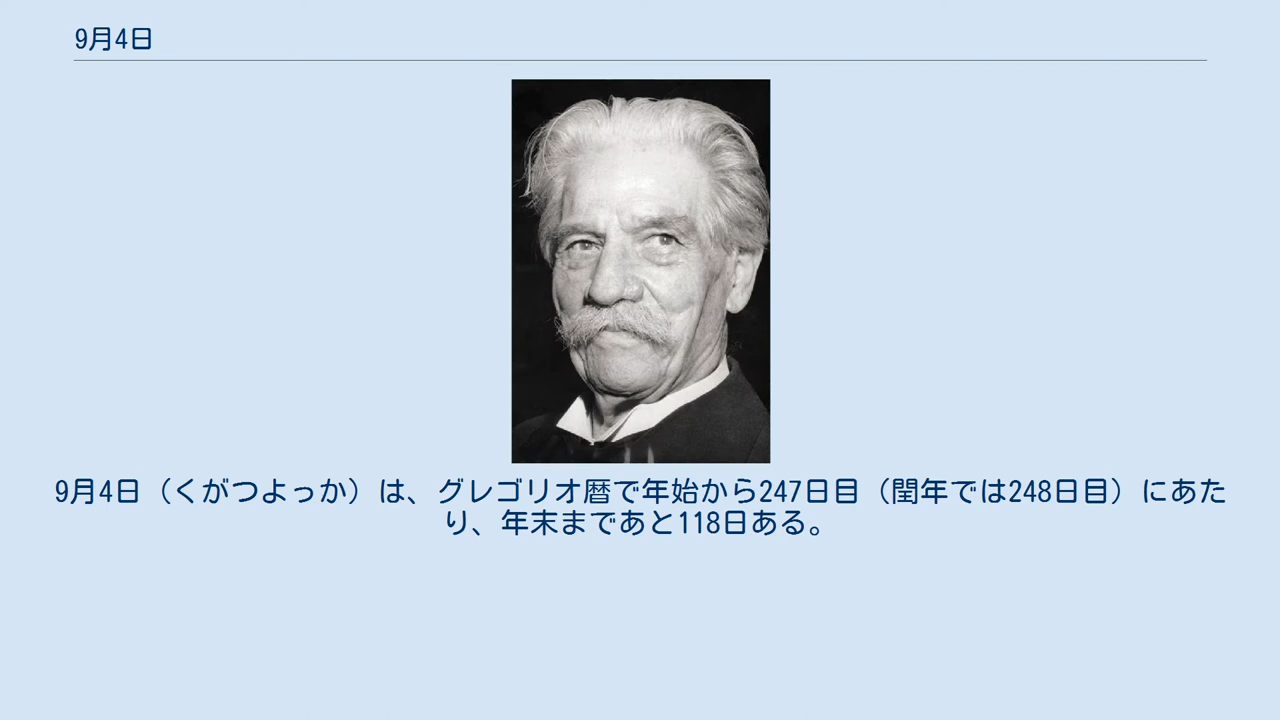 9月4日
9月4日（くがつよっか）は、グレゴリオ暦で年始から247日目（閏年では248日目）にあた
り、年末まであと118日ある。